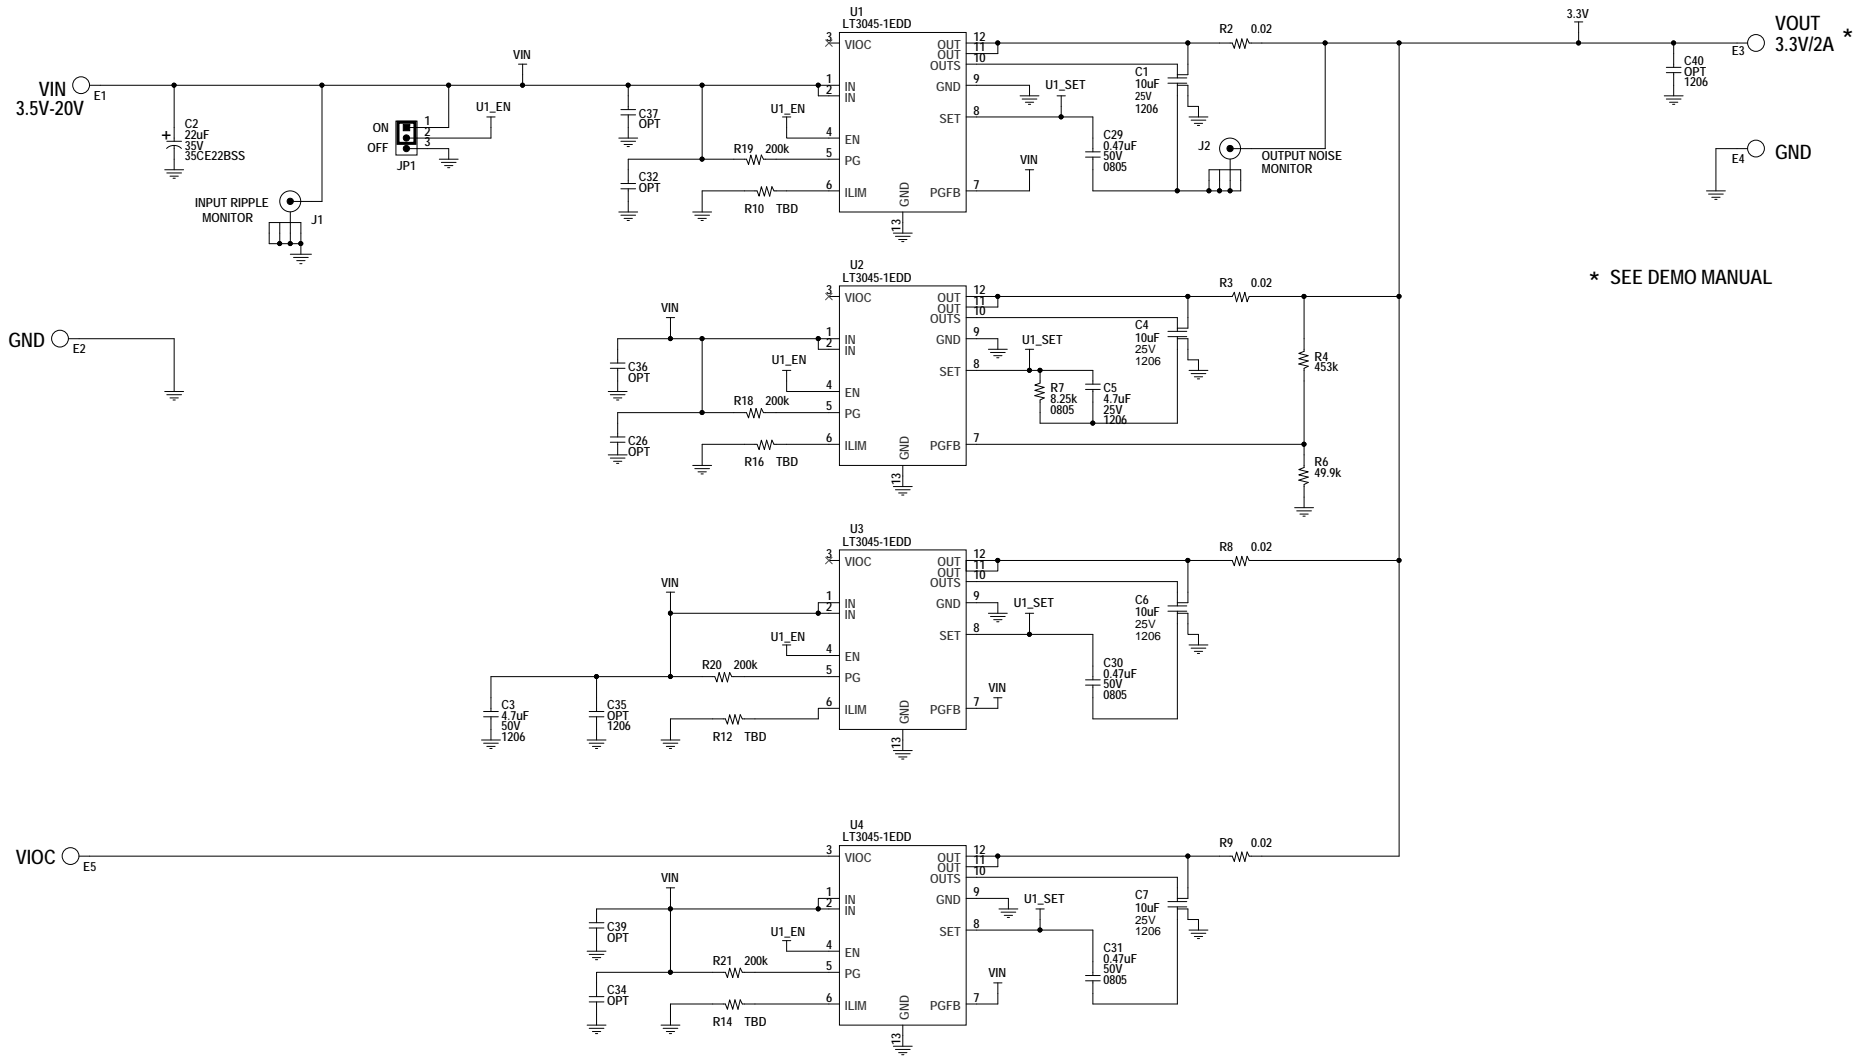 VIN
3.5V-20V
E1
C2
22uF
35V
35CE22BSS
+
INPUT RIPPLE
MONITOR
J1
ON
OFF
JP1
1
2
3
U1_EN
VIN
C37
OPT
C32
OPT
R19 200k
R10 TBD
U1_EN
U1
LT3045-1EDD
3 VIOC
1 IN
2 IN
4 EN
5 PG
6 ILIM
GND
13
OUT 12
OUT 11
OUTS 10
GND 9
SET 8
PGFB 7
U1_SET
VIN
C29
0.47uF
50V
0805
C1
10uF
25V
1206
R2 0.02
J2
OUTPUT NOISE
MONITOR
3.3V
C40
OPT
1206
E3
VOUT
3.3V/2A *
E4
GND
* SEE DEMO MANUAL
GND
E2
VIN
C36
OPT
C26
OPT
R18 200k
R16 TBD
U1_EN
U2
LT3045-1EDD
3 VIOC
1 IN
2 IN
4 EN
5 PG
6 ILIM
GND
13
OUT 12
OUT 11
OUTS 10
GND 9
SET 8
PGFB 7
U1_SET
R7
8.25k
0805
C5
4.7uF
25V
1206
C4
10uF
25V
1206
R3 0.02
R4
453k
R6
49.9k
VIN
C3
4.7uF
50V
1206
C35
OPT
1206
R20 200k
R12 TBD
U1_EN
U3
LT3045-1EDD
3 VIOC
1 IN
2 IN
4 EN
5 PG
6 ILIM
GND
13
OUT 12
OUT 11
OUTS 10
GND 9
SET 8
PGFB 7
U1_SET
VIN
C30
0.47uF
50V
0805
C6
10uF
25V
1206
R8 0.02
VIOC
E5
VIN
C39
OPT
C34
OPT
R21 200k
R14 TBD
U1_EN
U4
LT3045-1EDD
3 VIOC
1 IN
2 IN
4 EN
5 PG
6 ILIM
GND
13
OUT 12
OUT 11
OUTS 10
GND 9
SET 8
PGFB 7
U1_SET
VIN
C31
0.47uF
50V
0805
C7
10uF
25V
1206
R9 0.02